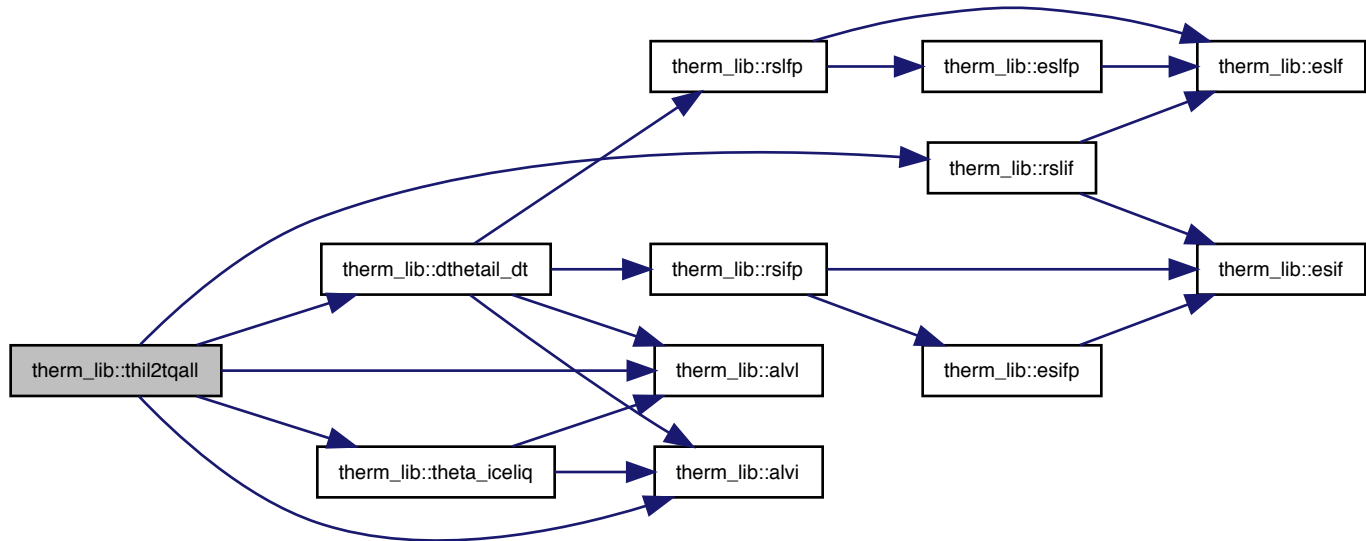 therm_lib::rslfp
therm_lib::eslfp
therm_lib::eslf
therm_lib::rslif
therm_lib::dthetail_dt
therm_lib::rsifp
therm_lib::esif
therm_lib::thil2tqall
therm_lib::alvl
therm_lib::esifp
therm_lib::theta_iceliq
therm_lib::alvi